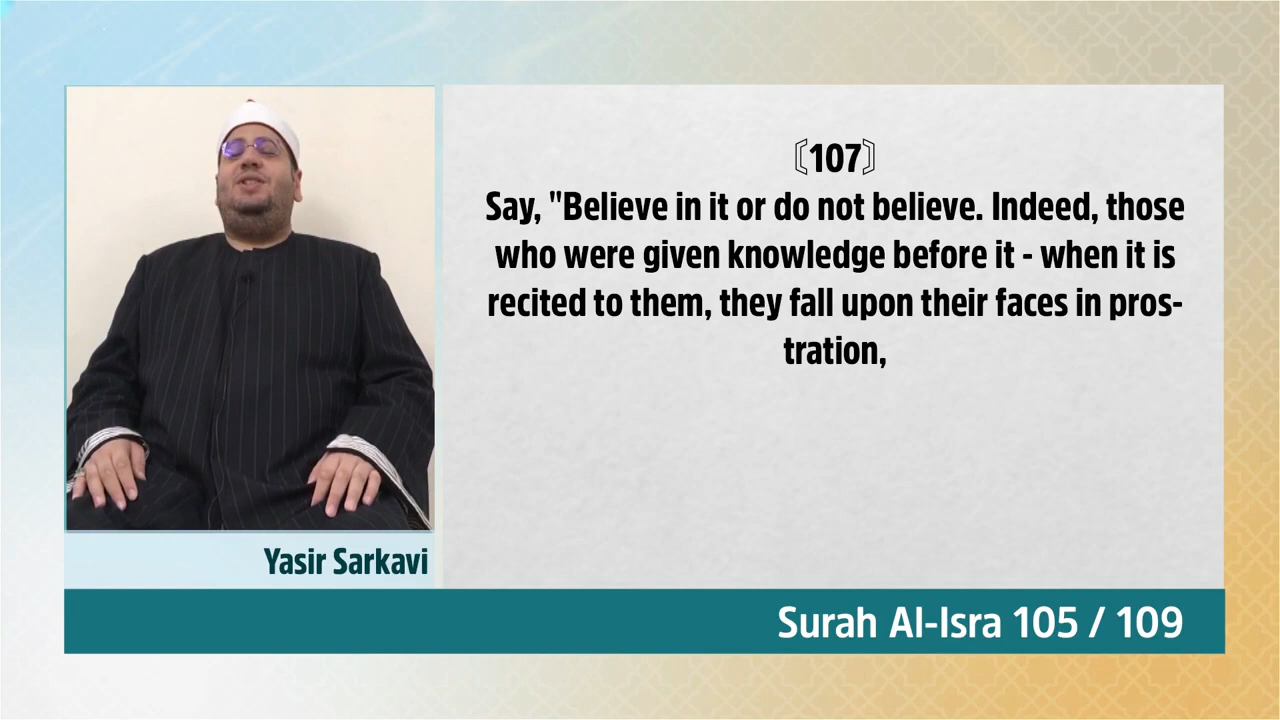 〘107〙
Say, "Believe in it or do not believe. Indeed, those
who were given knowledge before it - when it is
recited to them, they fall upon their faces in pros-
tration,
Yasir Sarkavi
Surah Al-Isra 105 / 109